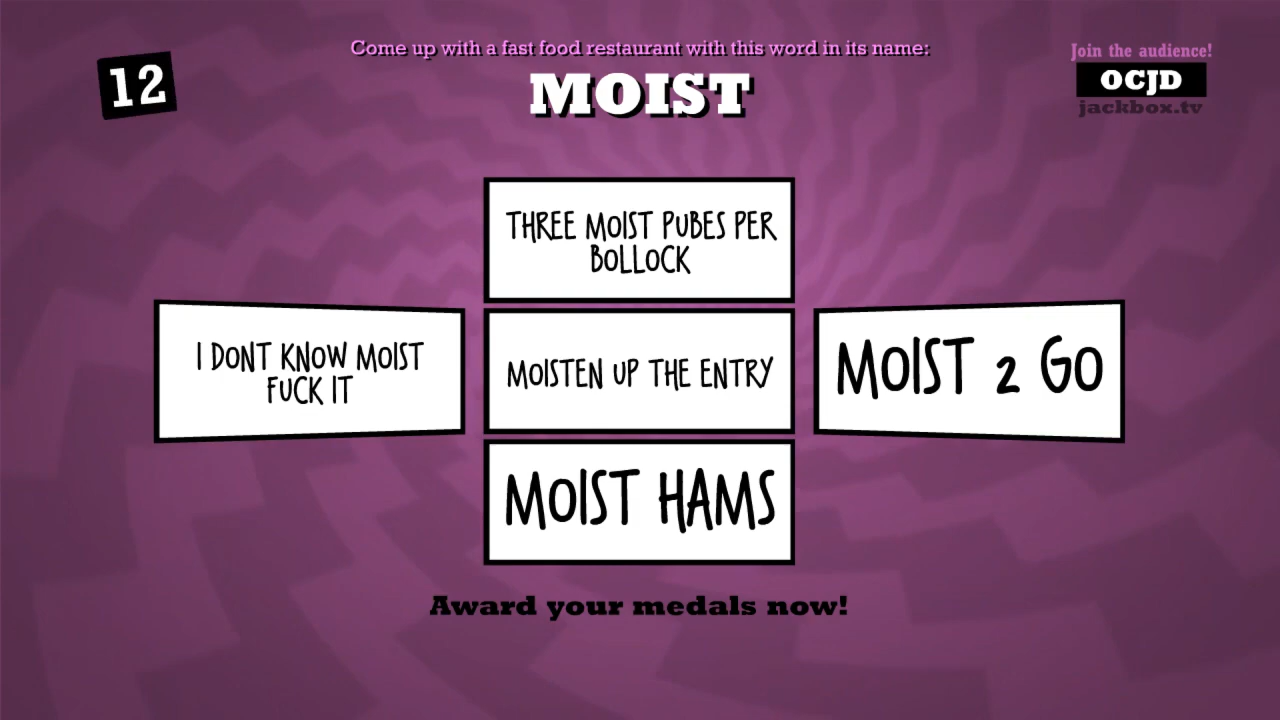 Come up with a fast food restaurant with this word in its name:
MOIST
12
Join the audience!
OCJD
jackbox.tv
THREE MOIST PUBES PER
BOLLOCK
I DONT KNOW MOIST
FUCK IT
MOISTEN UP THE ENTRY
MOIST 2 GO
MOIST HAMS
Award your medals now!